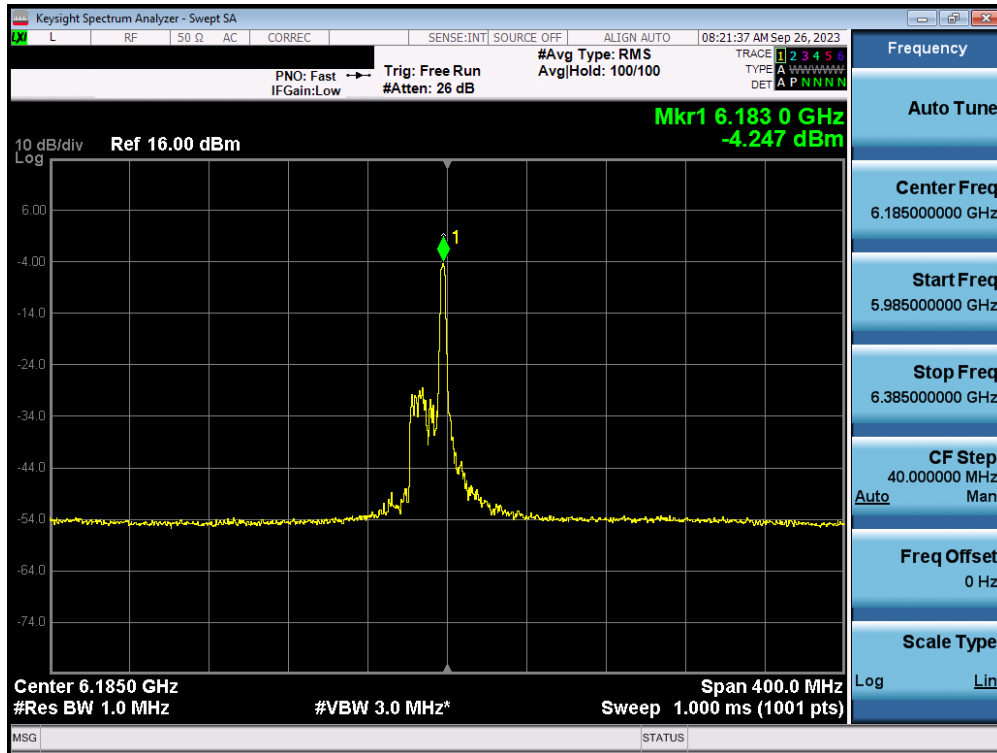 Keysight Spectrum Analyzer - Swept SA
LXI L RF 50 Ω AC CORREC SENSE:INT SOURCE OFF ALIGN AUTO 08:21:37 AM Sep 26, 2023
PNO: Fast Trig: Free Run #Avg Type: RMS TRACE 1 2 3 4 5 6
IFGain:Low #Atten: 26 dB Avg|Hold: 100/100 TYPE A WWWWW
DET A P N N N N
Mkr1 6.183 0 GHz
-4.247 dBm
10 dB/div Ref 16.00 dBm
Log
6.00
1
-4.00
-14.0
-24.0
-34.0
-44.0
-54.0
-64.0
-74.0
Center 6.1850 GHz Span 400.0 MHz
#Res BW 1.0 MHz #VBW 3.0 MHz* Sweep 1.000 ms (1001 pts)
MSG STATUS
Frequency
Auto Tune
Center Freq
6.185000000 GHz
Start Freq
5.985000000 GHz
Stop Freq
6.385000000 GHz
CF Step
40.000000 MHz
Auto Man
Freq Offset
0 Hz
Scale Type
Log Lin